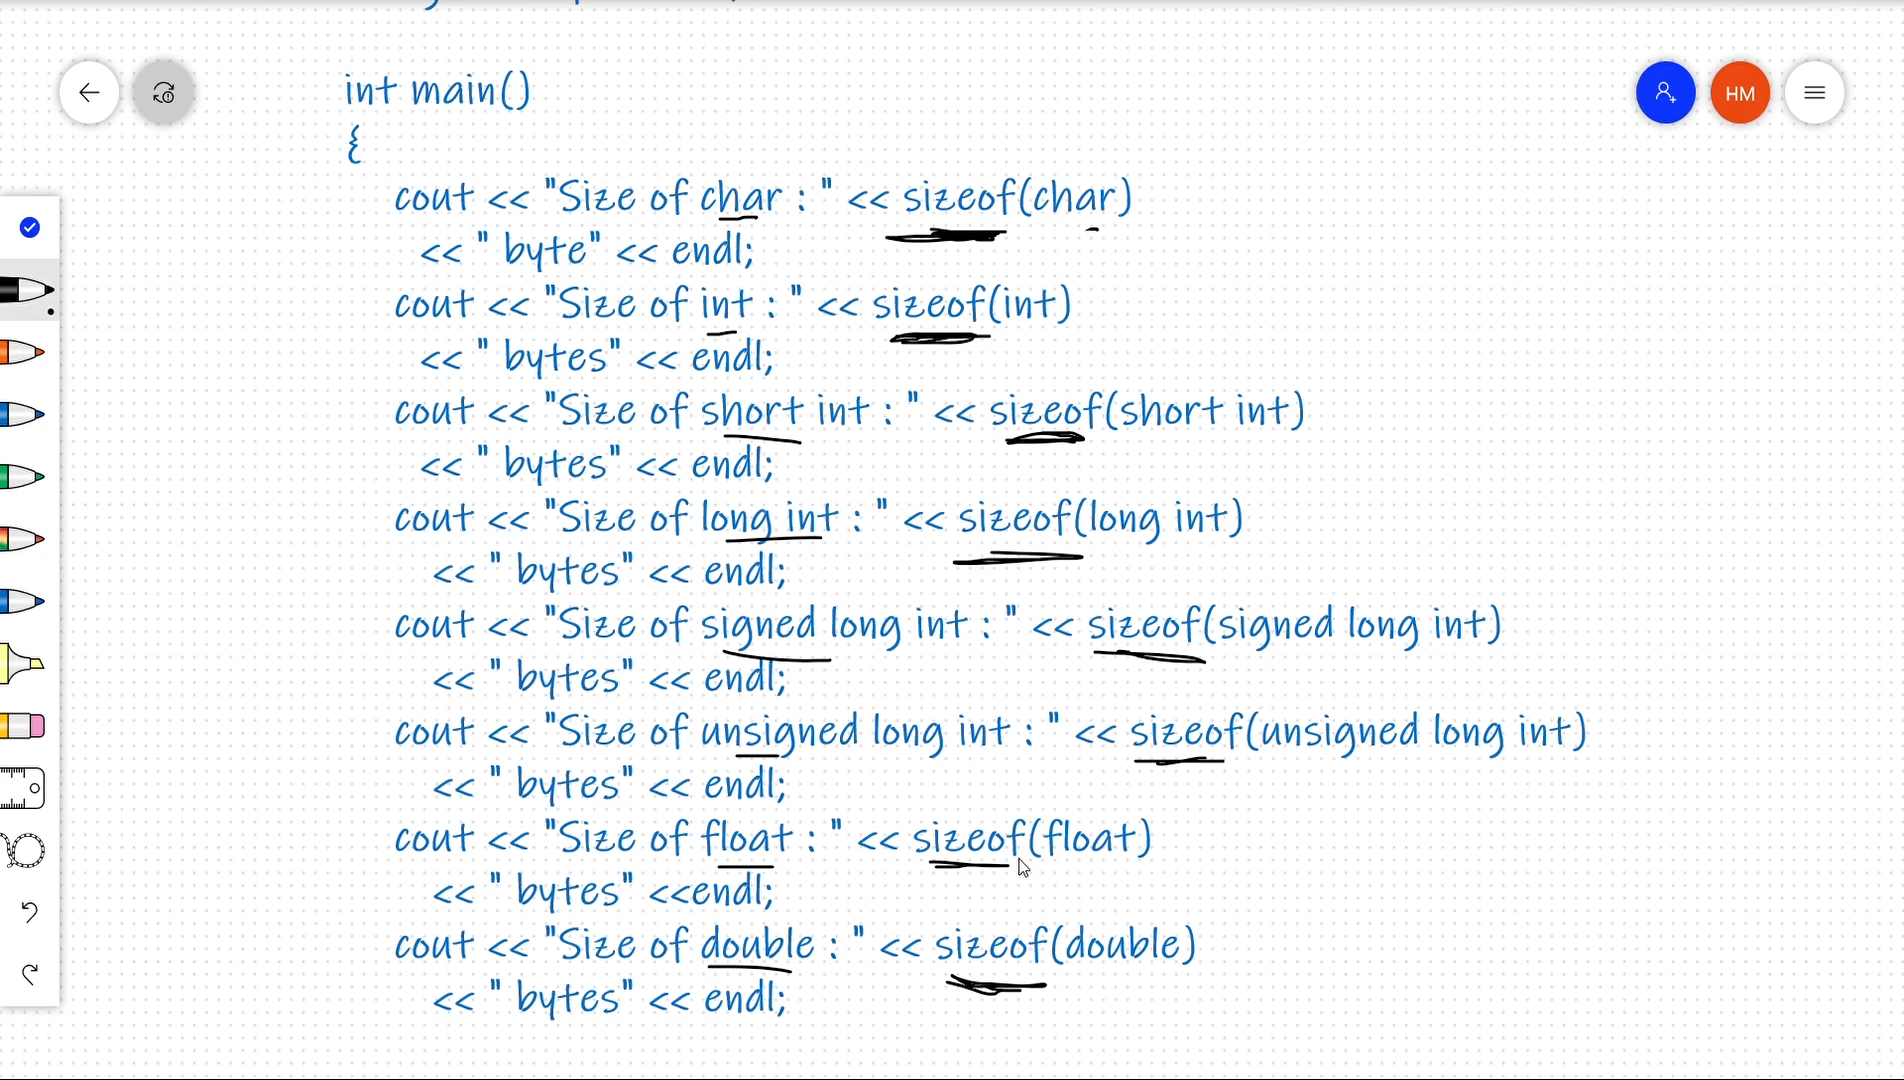 int main()
HM
{
cout << "Size of char : " << sizeof(char)
<< " byte" << endl;
cout << "Size of int : " << sizeof(int)
<< " bytes" << endl;
cout << "Size of short int : " << sizeof(short int)
<< " bytes" << endl;
cout << "Size of long int : " << sizeof(long int)
<< " bytes" << endl;
cout << "Size of signed long int : " << sizeof(signed long int)
<< " bytes" << endl;
cout << "Size of unsigned long int : " << sizeof(unsigned long int)
<< " bytes" << endl;
cout << "Size of float : " << sizeof(float)
<< " bytes" <<endl;
cout << "Size of double : " << sizeof(double)
<< " bytes" << endl;